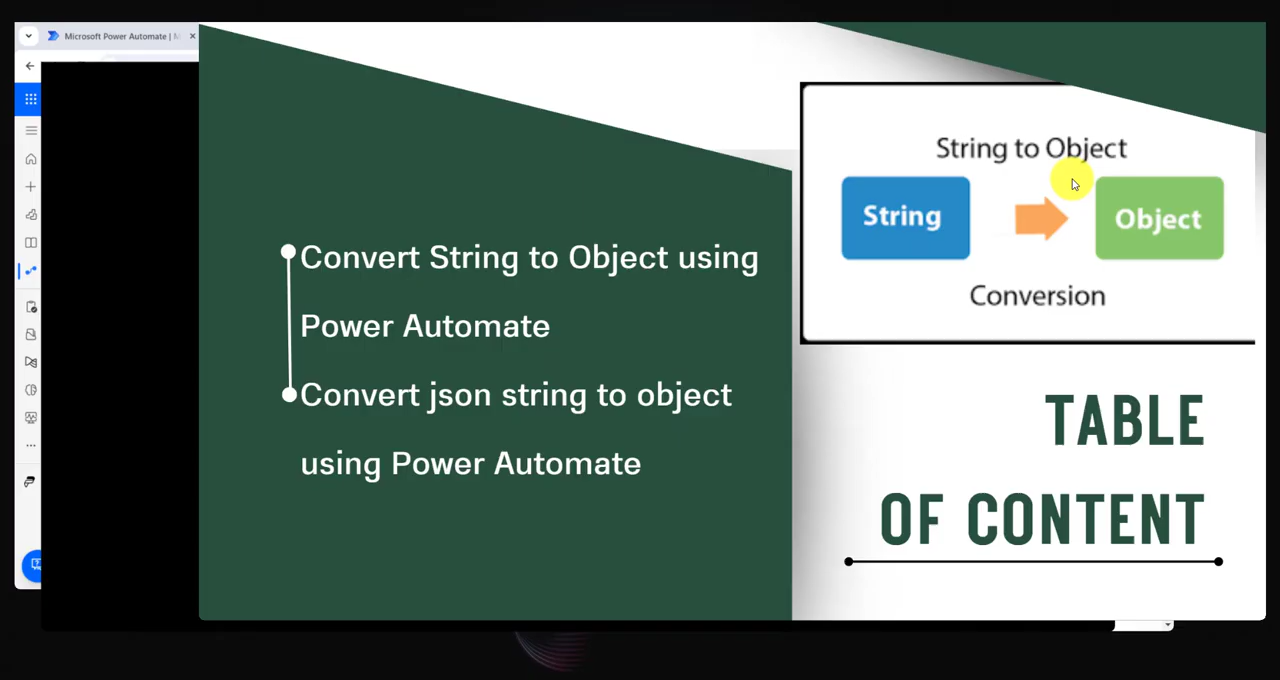 Microsoft Power Automate | M
Convert String to Object using
Power Automate
Convert json string to object
using Power Automate
String to Object
String
Object
Conversion
TABLE
OF CONTENT